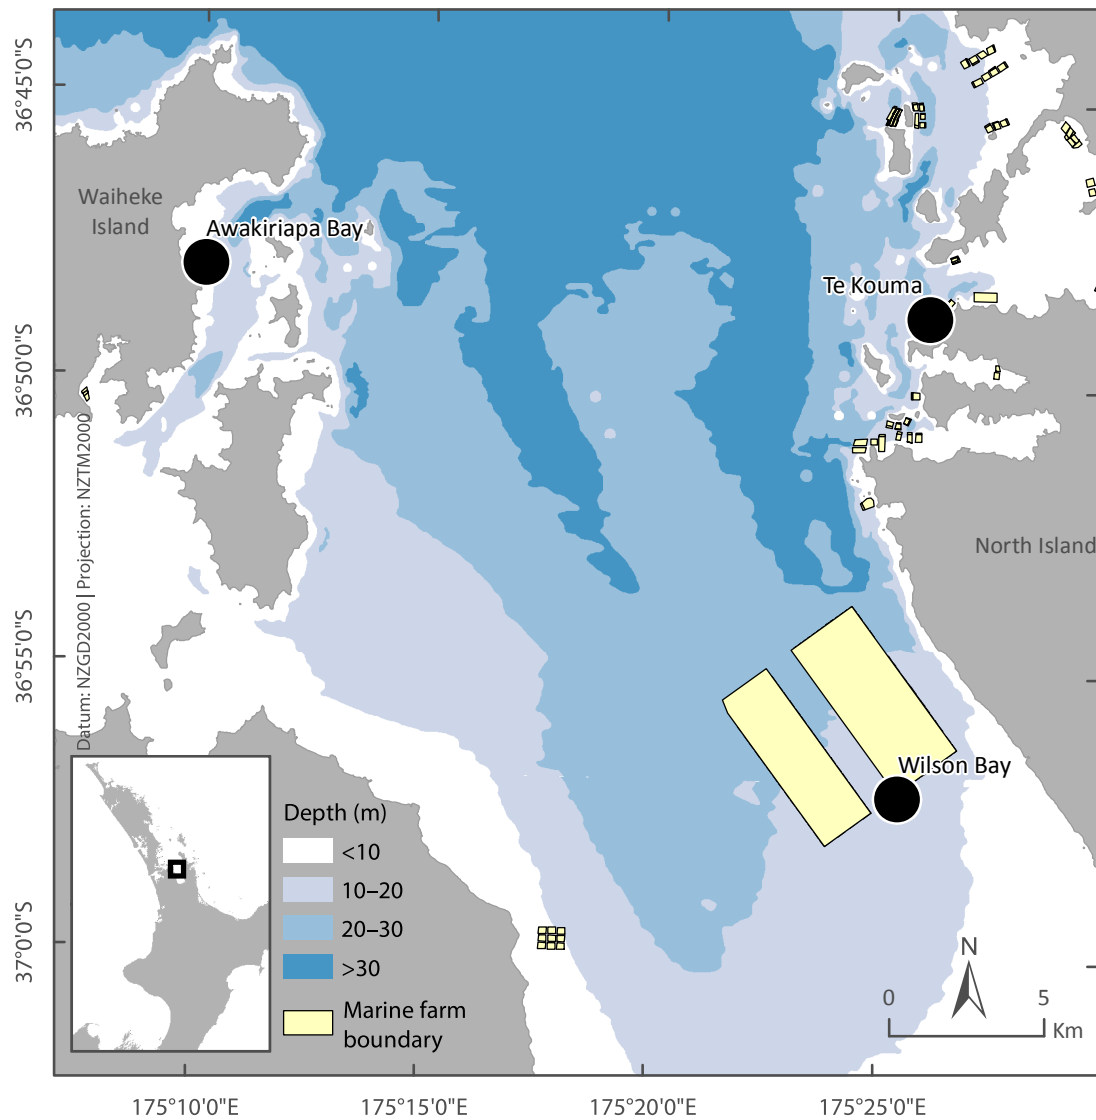 36°45'0"S
Waiheke
Island
Awakiriapa Bay
Te Kouma
36°50'0"S
North Island
36°55'0"S
Datum: NZGD2000 | Projection: NZTM2000
Wilson Bay
Depth (m)
<10
10–20
20–30
>30
Marine farm
boundary
37°0'0"S
N
0 5
Km
175°10'0"E 175°15'0"E 175°20'0"E 175°25'0"E